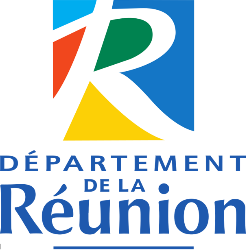 R
DÉPARTEMENT
DE LA
Réunion